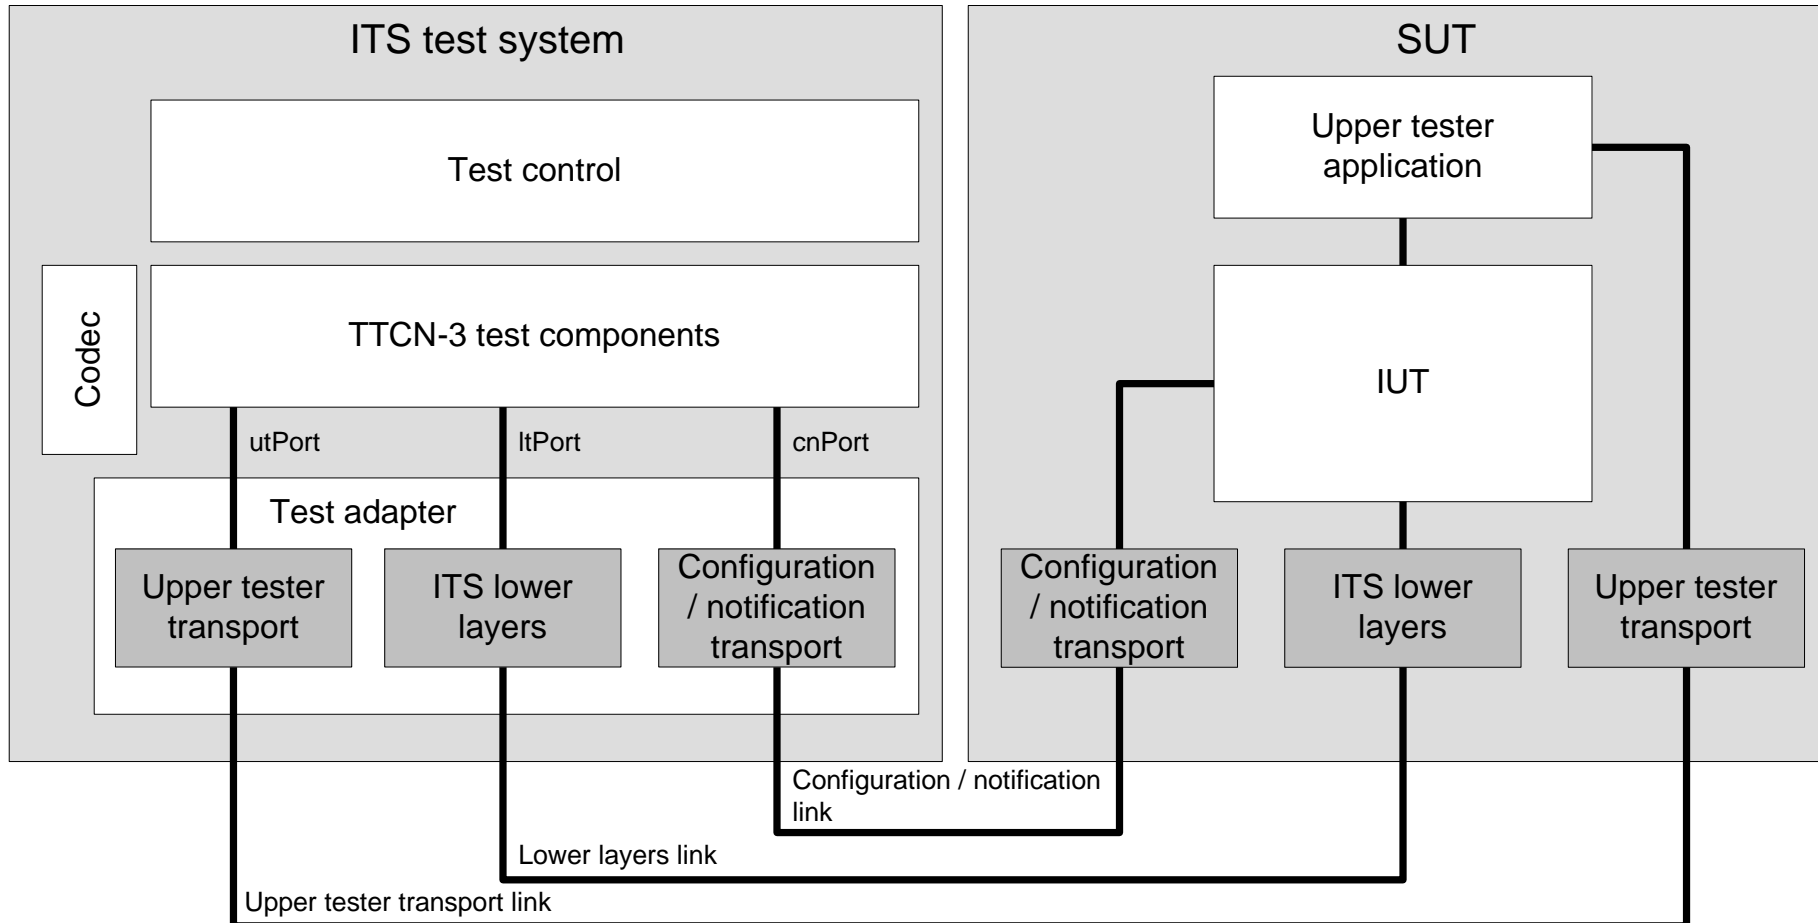 ITS test system
Test control
Codec
TTCN-3 test components
utPort
ltPort
cnPort
Test adapter
Upper tester
transport
ITS lower
layers
Configuration
/ notification
transport
SUT
Upper tester
application
IUT
Configuration
/ notification
transport
ITS lower
layers
Upper tester
transport
Configuration / notification
link
Lower layers link
Upper tester transport link